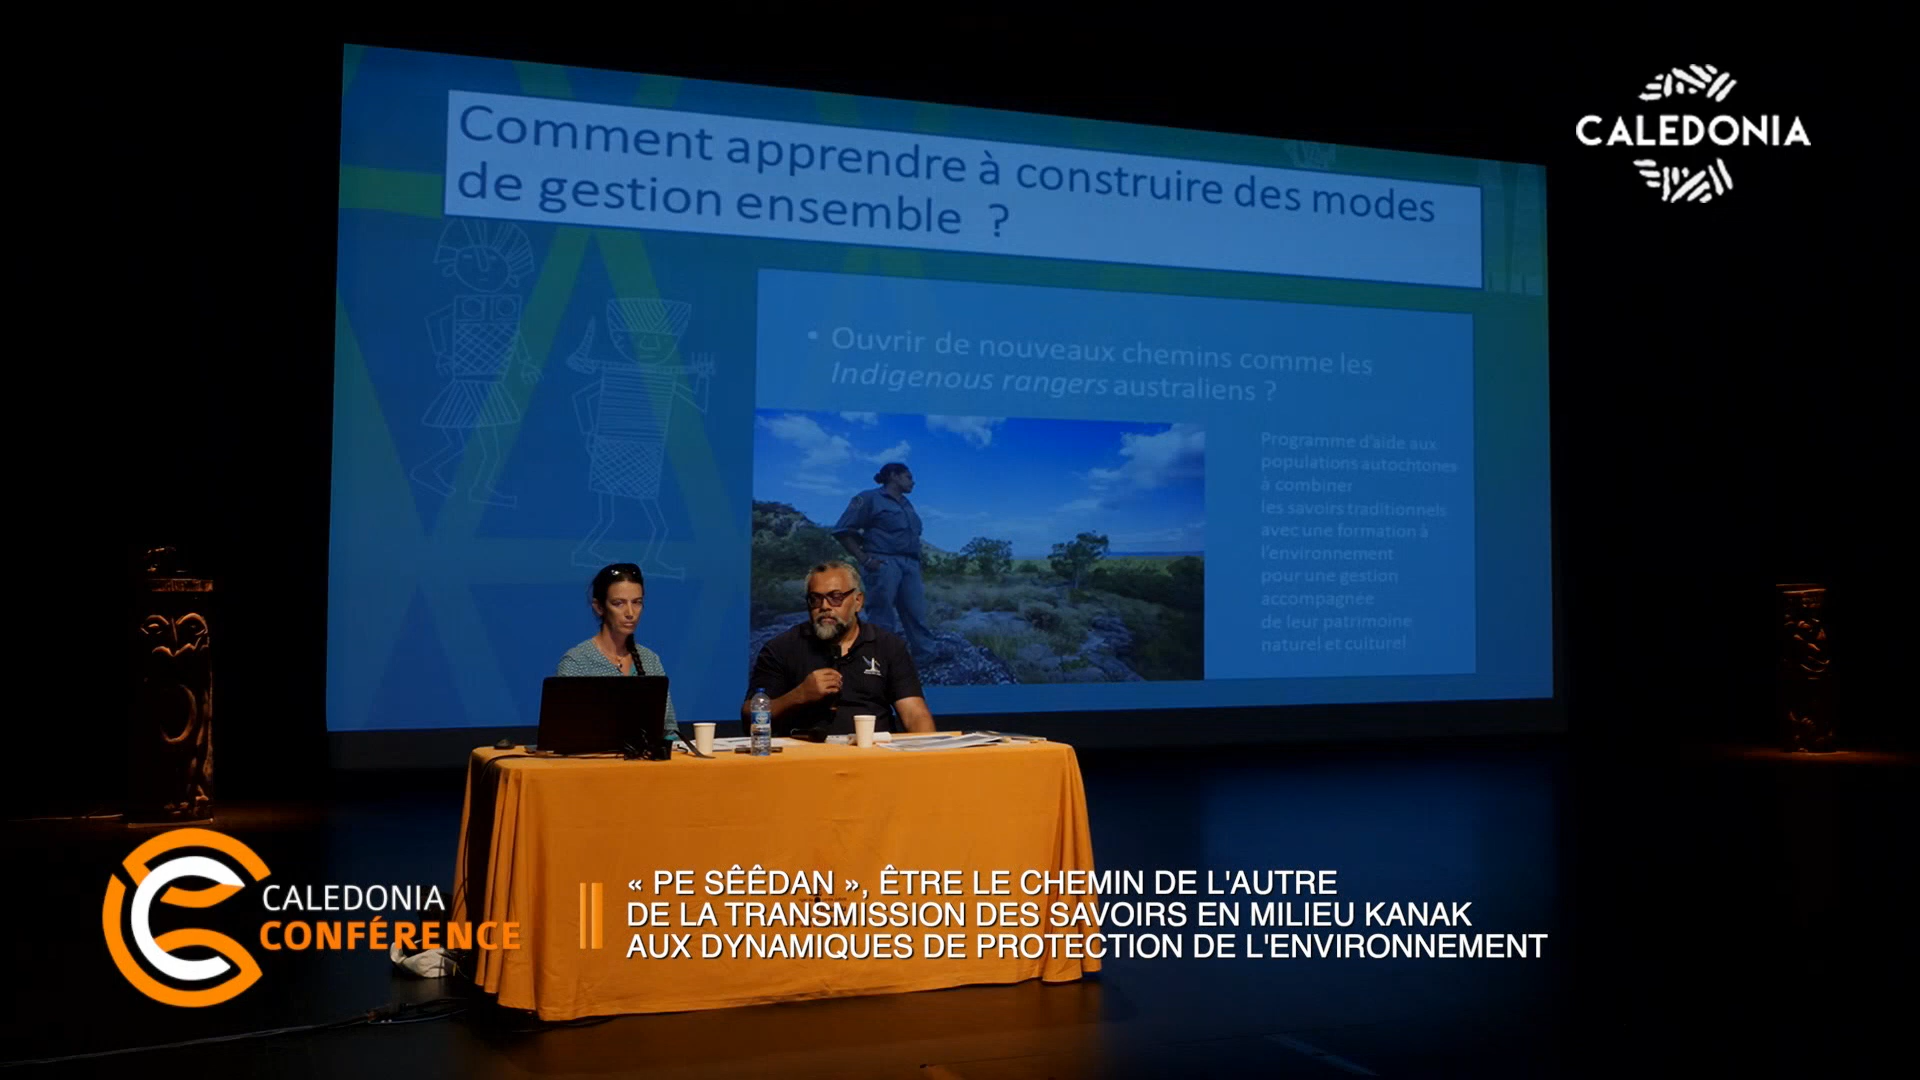 Comment apprendre à construire des modes
de gestion ensemble ?
• Ouvrir de nouveaux chemins comme les
Indigenous rangers australiens ?
Programme d'aide aux
populations autochtones
à combiner
les savoirs traditionnels
avec une formation à
l'environnement
pour une gestion
accompagnée
de leur patrimoine
naturel et culturel
CALEDONIA
CALEDONIA
CONFÉRENCE
« PE SÊÊDAN », ÊTRE LE CHEMIN DE L'AUTRE
DE LA TRANSMISSION DES SAVOIRS EN MILIEU KANAK
AUX DYNAMIQUES DE PROTECTION DE L'ENVIRONNEMENT